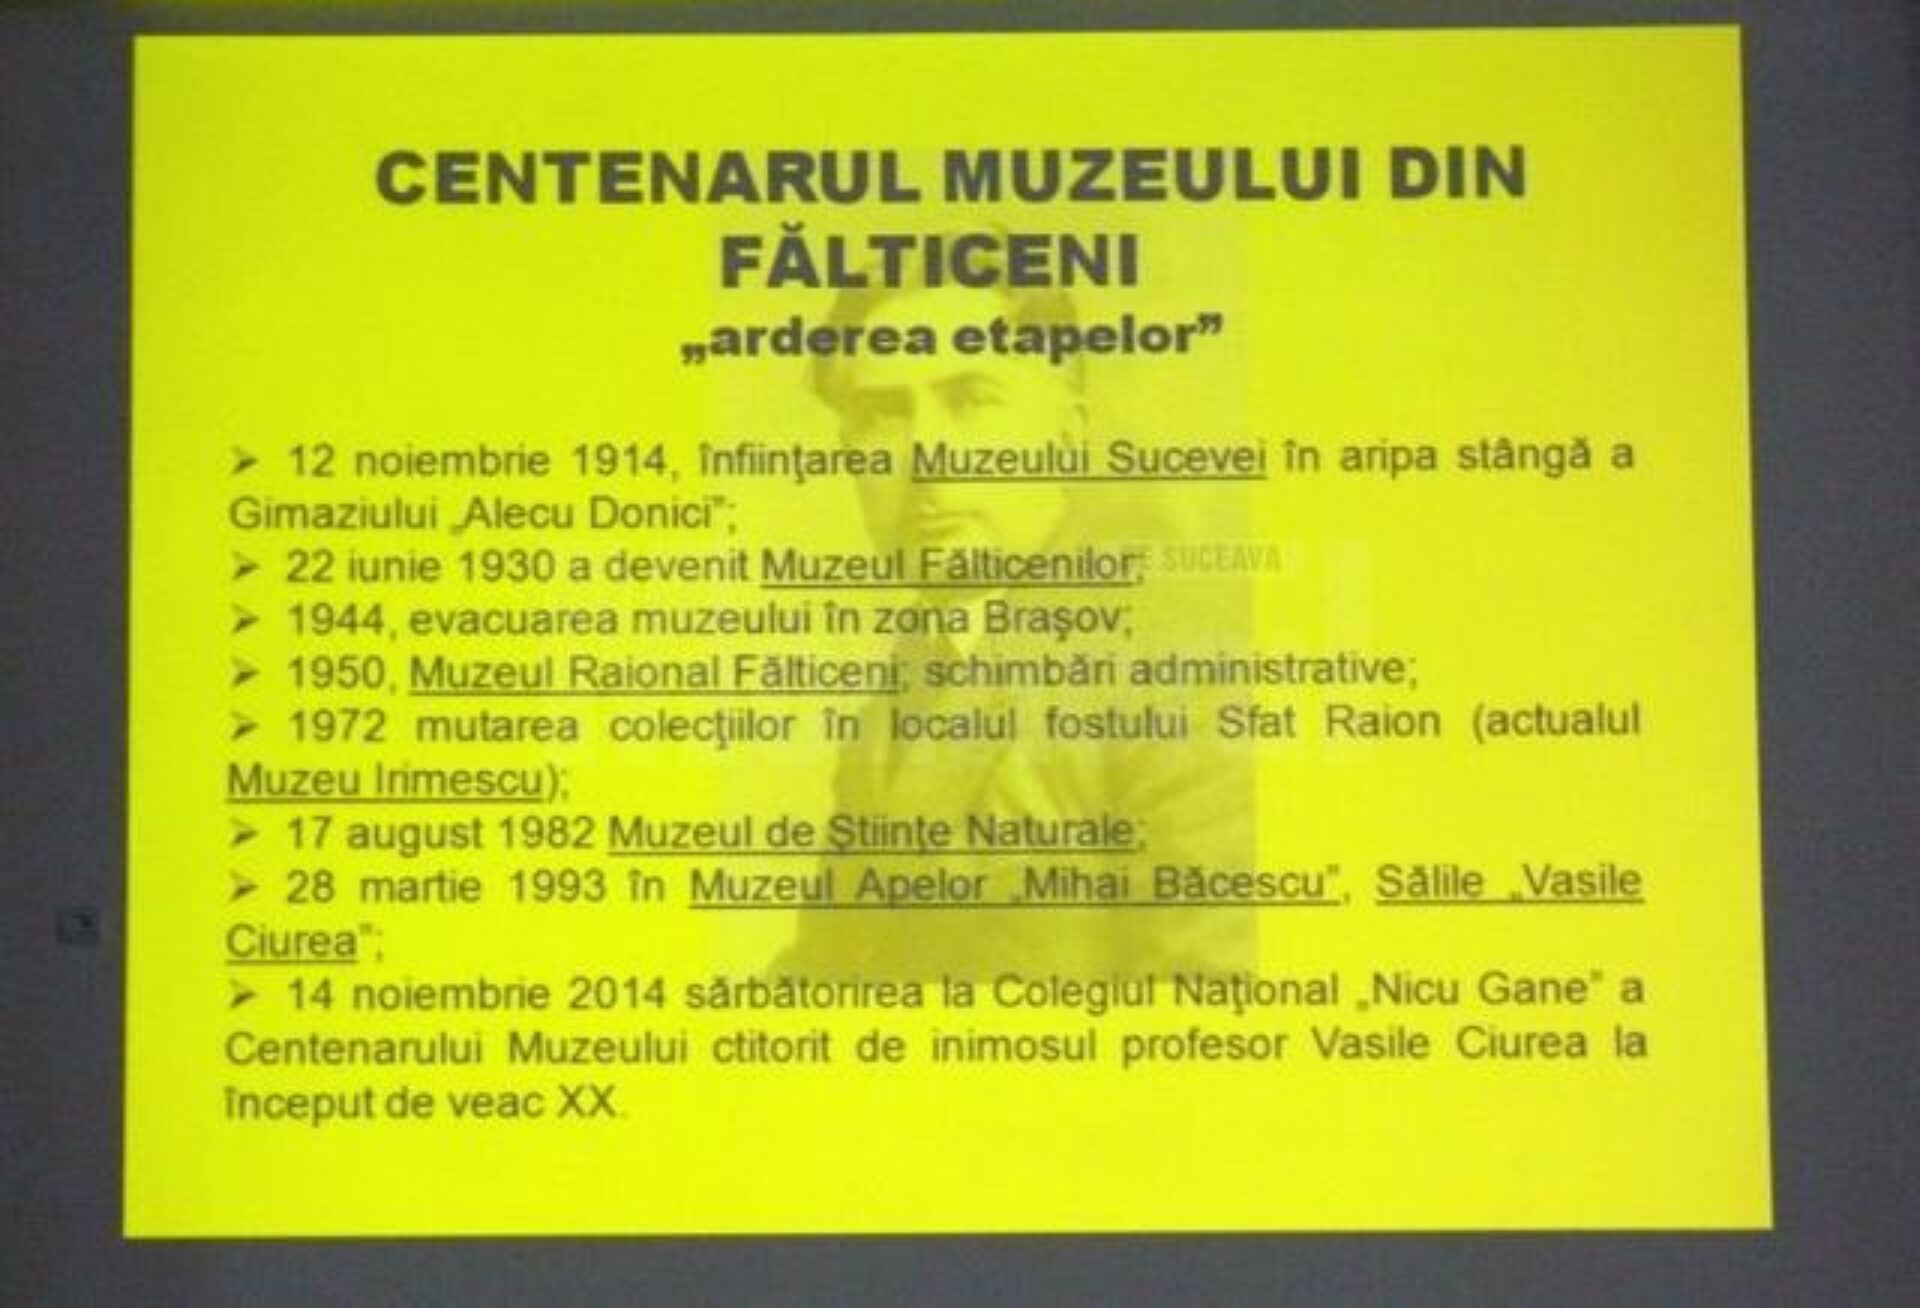 CENTENARUL MUZEULUI DIN
FĂLTICENI
„arderea etapelor”
➢ 12 noiembrie 1914, înfiinţarea Muzeului Sucevei în aripa stângă a
Gimaziului „Alecu Donici”;
➢ 22 iunie 1930 a devenit Muzeul Fălticenilor;
SUCEAVA
➢ 1944, evacuarea muzeului în zona Braşov;
➢ 1950, Muzeul Raional Fălticeni; schimbări administrative;
➢ 1972 mutarea colecţiilor în localul fostului Sfat Raion (actualul
Muzeu Irimescu);
➢ 17 august 1982 Muzeul de Ştiinţe Naturale;
➢ 28 martie 1993 în Muzeul Apelor „Mihai Băcescu”, Sălile „Vasile
Ciurea”;
➢ 14 noiembrie 2014 sărbătorirea la Colegiul Naţional „Nicu Gane” a
Centenarului Muzeului ctitorit de inimosul profesor Vasile Ciurea la
început de veac XX.